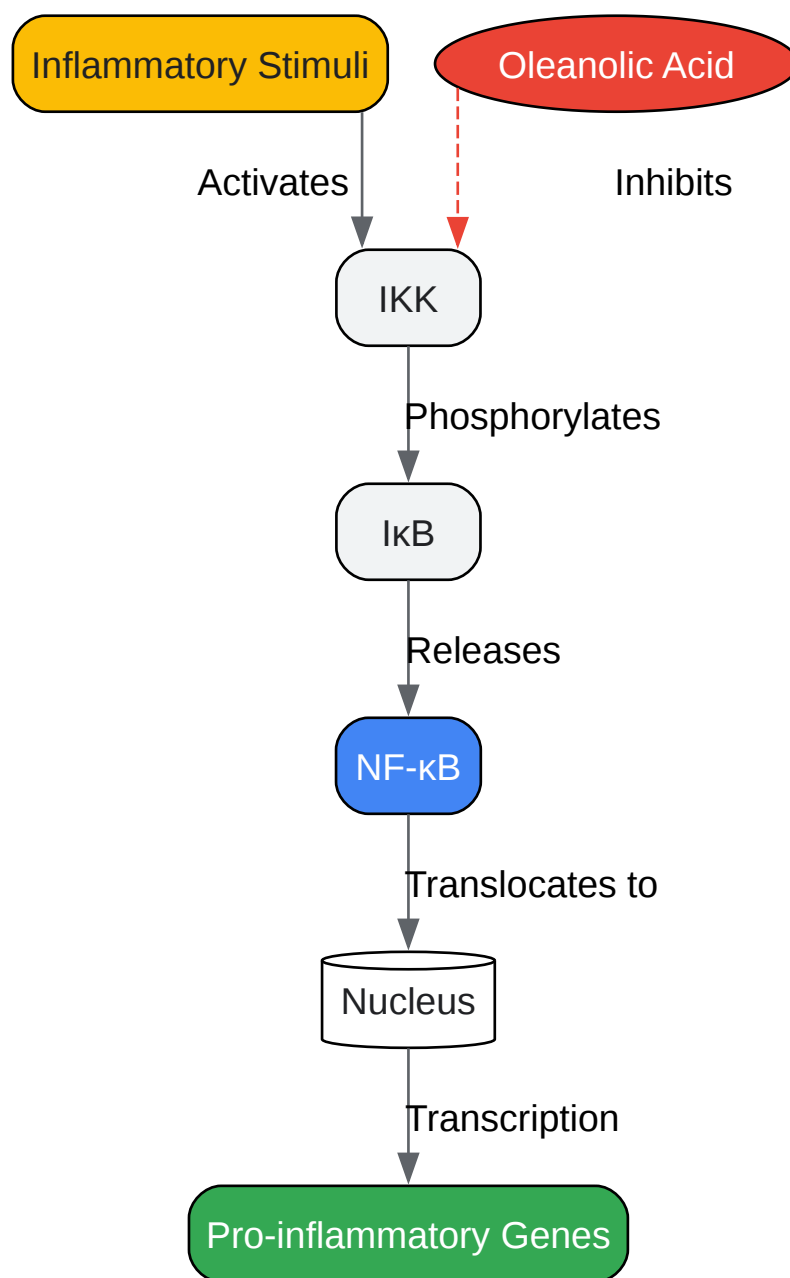 Inflammatory Stimuli
Oleanolic Acid
Activates
Inhibits
IKK
Phosphorylates
IκB
Releases
NF-κB
Translocates to
Nucleus
Transcription
Pro-inflammatory Genes